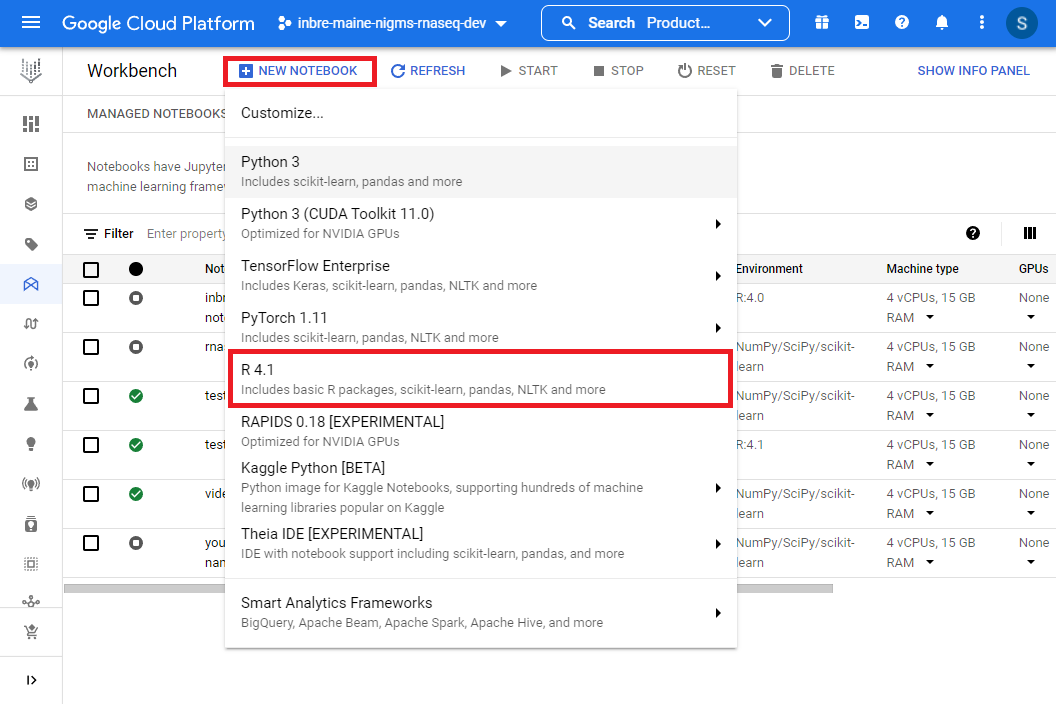 Google Cloud Platform
inbre-maine-nigms-rnaseq-dev
Search Product...
S
Workbench
NEW NOTEBOOK
REFRESH
START
STOP
RESET
DELETE
SHOW INFO PANEL
MANAGED NOTEBOOKS
Customize...
Notebooks have Jupyter
machine learning frame
Python 3
Includes scikit-learn, pandas and more
Python 3 (CUDA Toolkit 11.0)
Optimized for NVIDIA GPUs
TensorFlow Enterprise
Includes Keras, scikit-learn, pandas, NLTK and more
PyTorch 1.11
Includes scikit-learn, pandas, NLTK and more
R 4.1
Includes basic R packages, scikit-learn, pandas, NLTK and more
RAPIDS 0.18 [EXPERIMENTAL]
Optimized for NVIDIA GPUs
Kaggle Python [BETA]
Python image for Kaggle Notebooks, supporting hundreds of machine
learning libraries popular on Kaggle
Theia IDE [EXPERIMENTAL]
IDE with notebook support including scikit-learn, pandas, and more
Smart Analytics Frameworks
BigQuery, Apache Beam, Apache Spark, Apache Hive, and more
Filter Enter property
Not Environment Machine type GPUs
inbr R:4.0 4 vCPUs, 15 GB None
not RAM
rna NumPy/SciPy/scikit- 4 vCPUs, 15 GB None
learn RAM
test NumPy/SciPy/scikit- 4 vCPUs, 15 GB None
learn RAM
test R:4.1 4 vCPUs, 15 GB None
RAM
vide NumPy/SciPy/scikit- 4 vCPUs, 15 GB None
learn RAM
you NumPy/SciPy/scikit- 4 vCPUs, 15 GB None
nan learn RAM